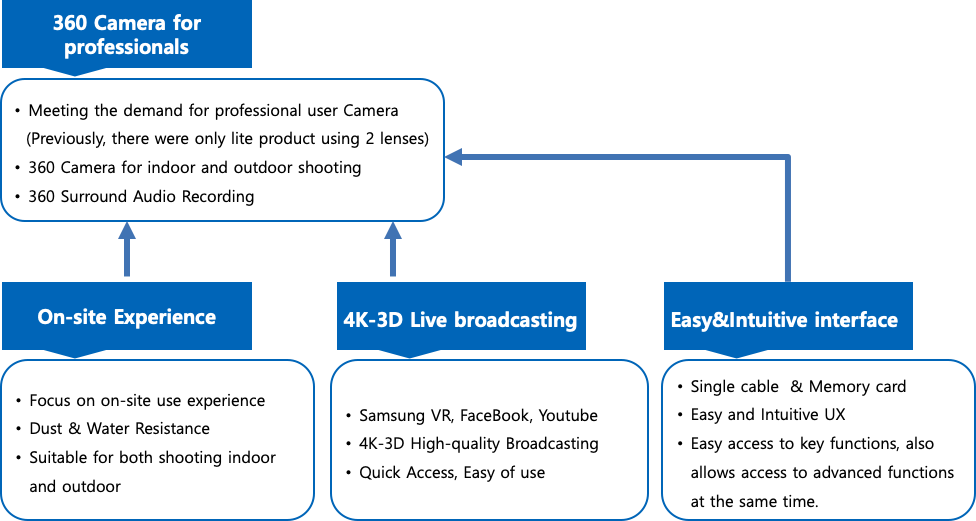 360 Camera for
professionals
• Meeting the demand for professional user Camera
(Previously, there were only lite product using 2 lenses)
• 360 Camera for indoor and outdoor shooting
• 360 Surround Audio Recording
On-site Experience
• Focus on on-site use experience
• Dust & Water Resistance
• Suitable for both shooting indoor
and outdoor
4K-3D Live broadcasting
• Samsung VR, FaceBook, Youtube
• 4K-3D High-quality Broadcasting
• Quick Access, Easy of use
Easy&Intuitive interface
• Single cable & Memory card
• Easy and Intuitive UX
• Easy access to key functions, also
allows access to advanced functions
at the same time.